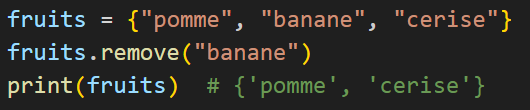 fruits = {"pomme", "banane", "cerise"}
fruits.remove("banane")
print(fruits)  # {'pomme', 'cerise'}